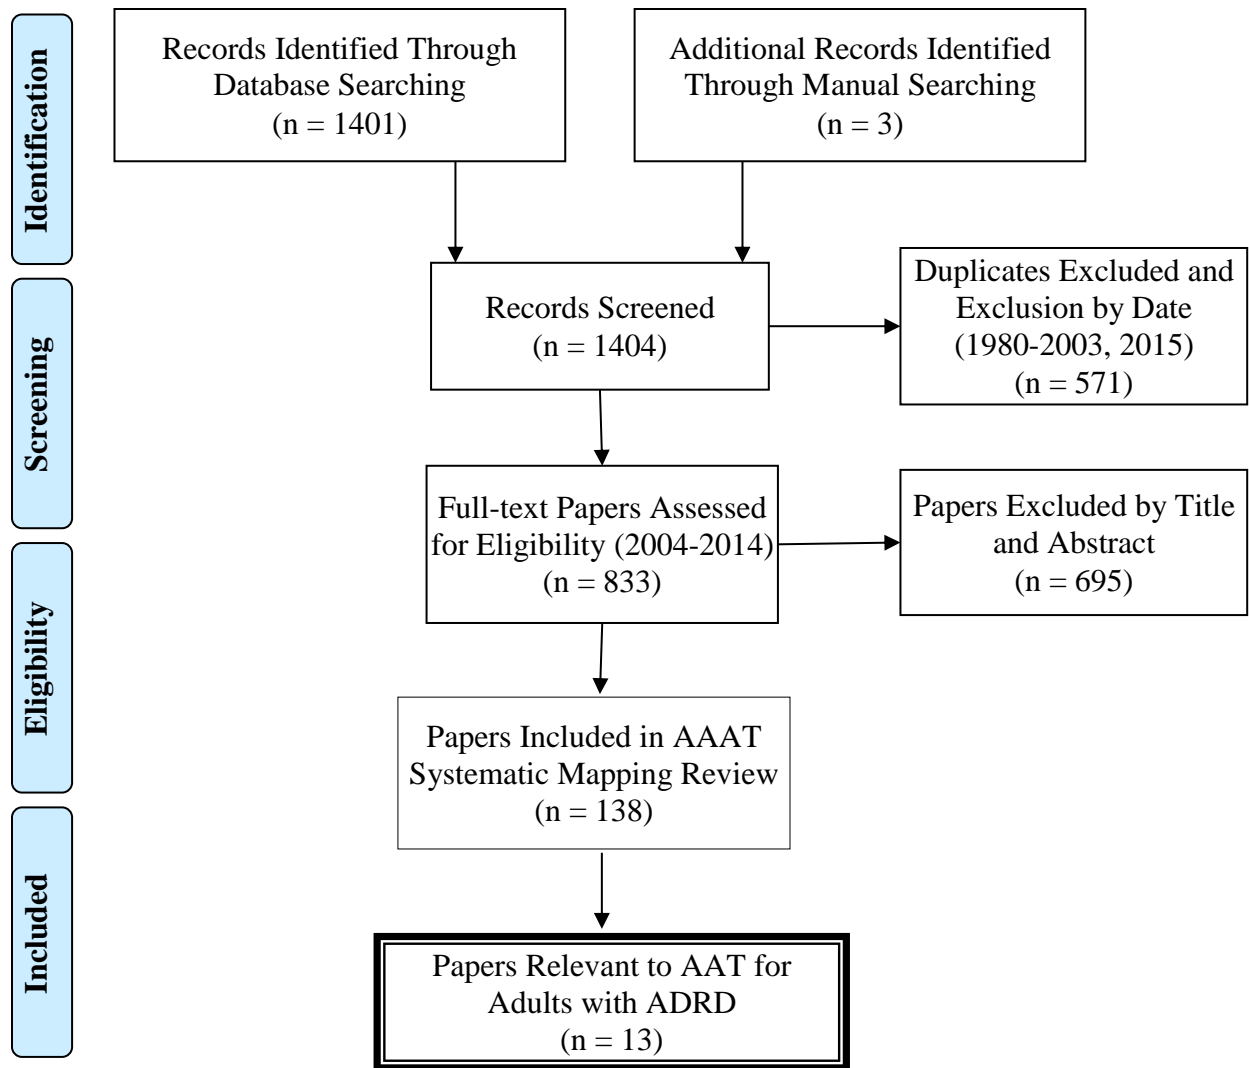 Identification
Records Identified Through
Database Searching
(n = 1401)
Additional Records Identified
Through Manual Searching
(n = 3)
Screening
Records Screened
(n = 1404)
Duplicates Excluded and
Exclusion by Date
(1980-2003, 2015)
(n = 571)
Full-text Papers Assessed
for Eligibility (2004-2014)
(n = 833)
Papers Excluded by Title
and Abstract
(n = 695)
Eligibility
Papers Included in AAAT
Systematic Mapping Review
(n = 138)
Included
Papers Relevant to AAT for
Adults with ADRD
(n = 13)